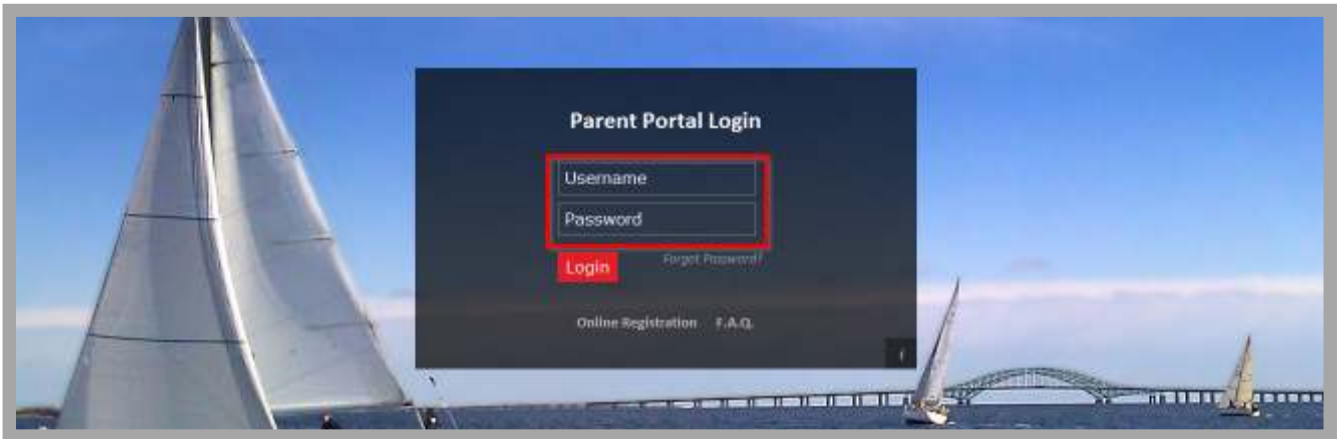 Parent Portal Login
Username
Password
Login Forgot Password?
Online Registration F.A.Q.